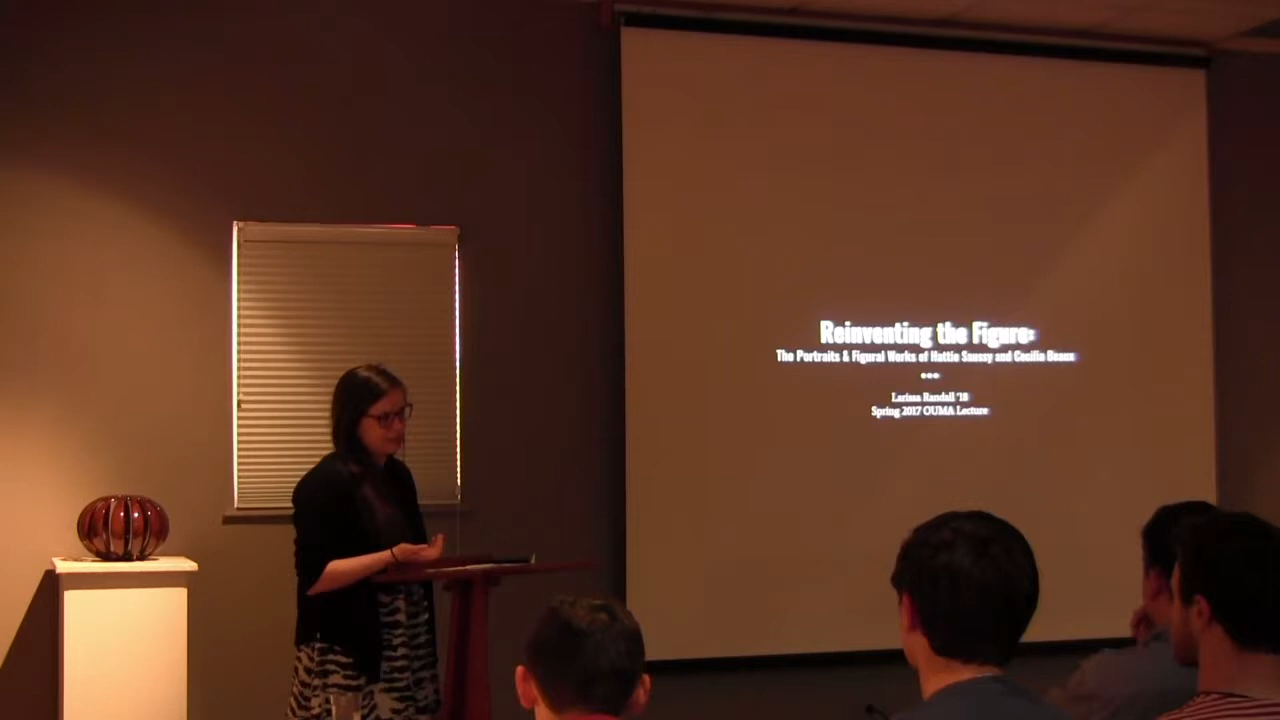 Reinventing the Figure:
The Portraits & Figural Works of Hattie Saussy and Cecilia Beaux
Larissa Randall '18
Spring 2017 OUMA Lecture